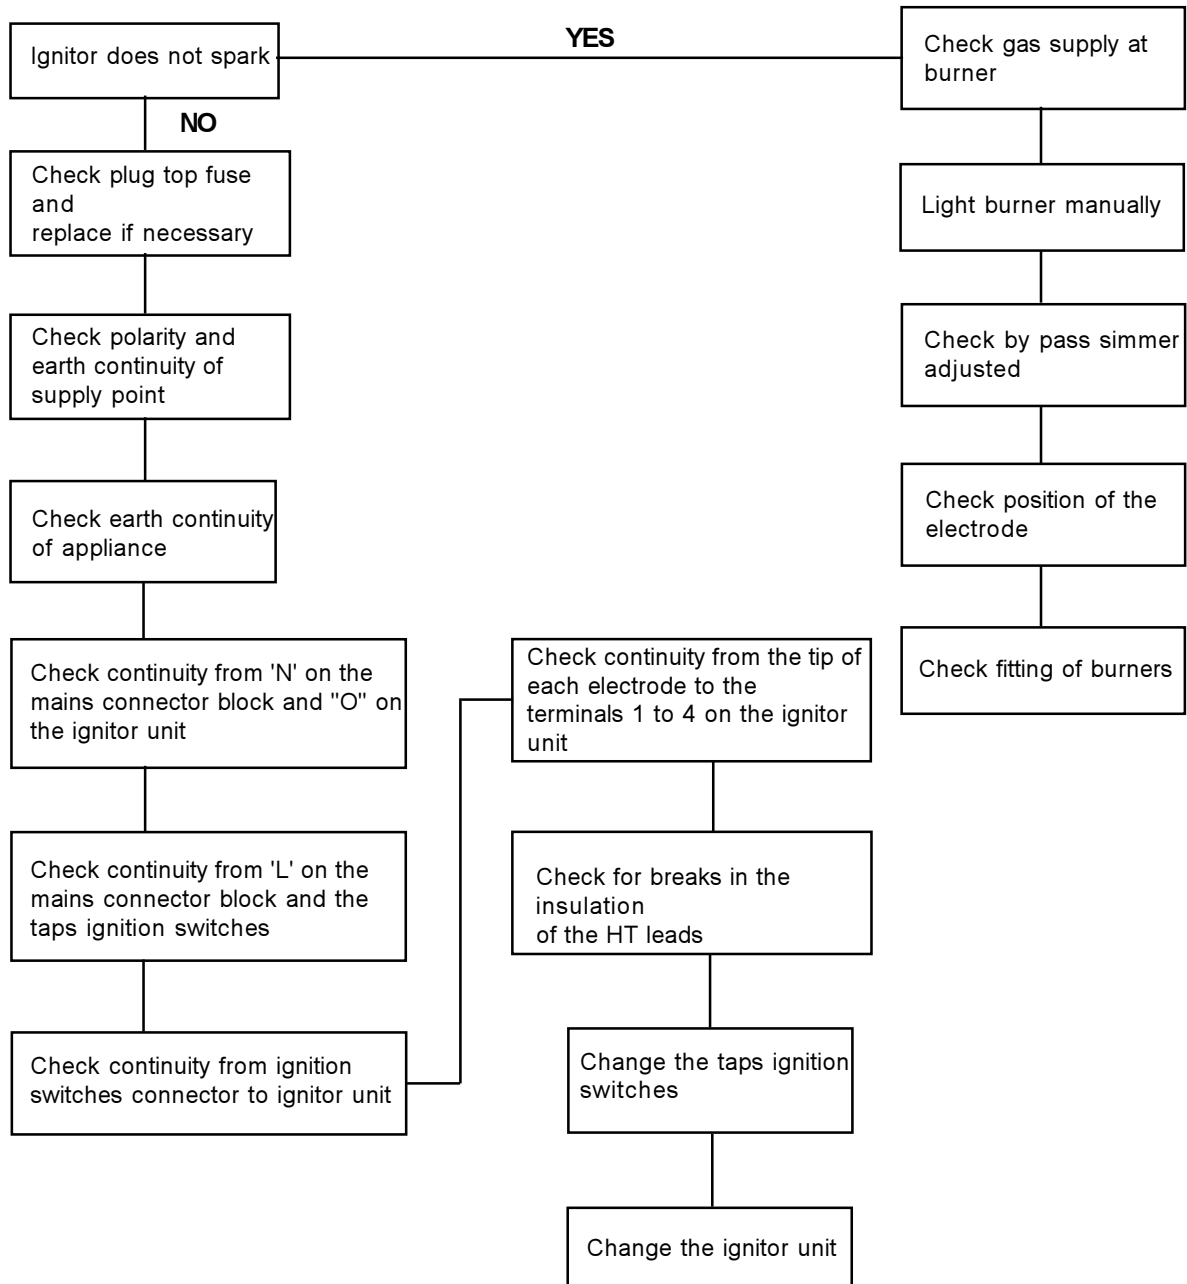 Ignitor does not spark
YES
Check gas supply at
burner
NO
Check plug top fuse
and
replace if necessary
Light burner manually
Check polarity and
earth continuity of
supply point
Check by pass simmer
adjusted
Check earth continuity
of appliance
Check position of the
electrode
Check continuity from 'N' on the
mains connector block and "O" on
the ignitor unit
Check continuity from the tip of
each electrode to the
terminals 1 to 4 on the ignitor
unit
Check fitting of burners
Check continuity from 'L' on the
mains connector block and the
taps ignition switches
Check for breaks in the
insulation
of the HT leads
Check continuity from ignition
switches connector to ignitor unit
Change the taps ignition
switches
Change the ignitor unit